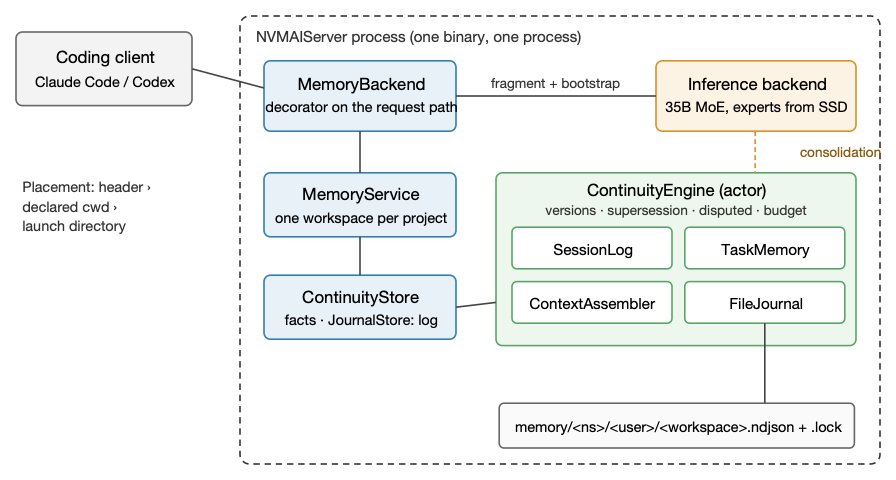 NVMAIServer process (one binary, one process)
Coding client
Claude Code / Codex
MemoryBackend
decorator on the request path
fragment + bootstrap
Inference backend
35B MoE, experts from SSD
consolidation
Placement: header ›
declared cwd ›
launch directory
MemoryService
one workspace per project
ContinuityEngine (actor)
versions · supersession · disputed · budget
SessionLog
TaskMemory
ContextAssembler
FileJournal
ContinuityStore
facts · JournalStore: log
memory/<ns>/<user>/<workspace>.ndjson + .lock